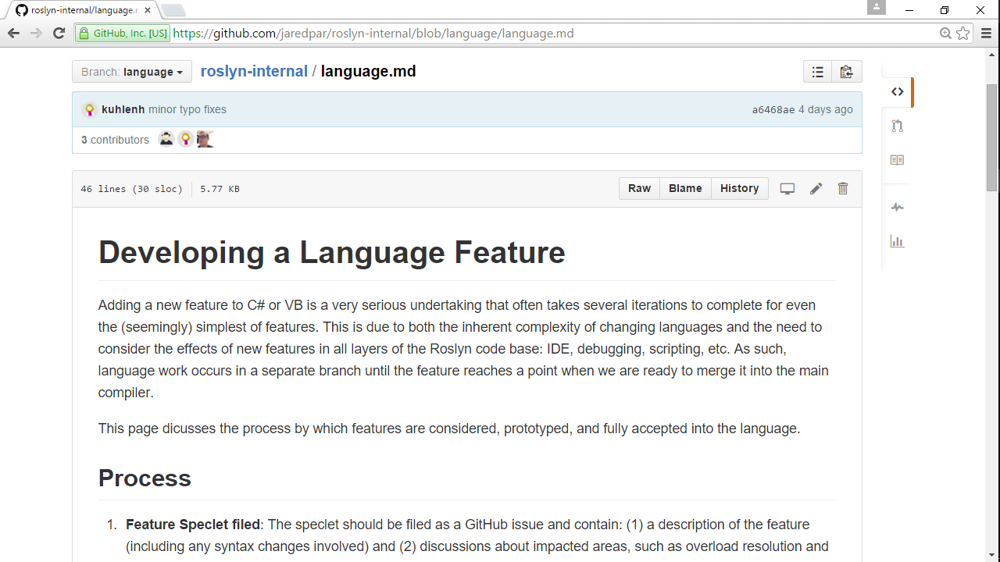 roslyn-internal/language.r
GitHub, Inc. [US] https://github.com/jaredpar/roslyn-internal/blob/language/language.md
Branch: language roslyn-internal / language.md
kuhlenh minor typo fixes a6468ae 4 days ago
3 contributors
46 lines (30 sloc) 5.77 KB Raw Blame History
Developing a Language Feature
Adding a new feature to C# or VB is a very serious undertaking that often takes several iterations to complete for even
the (seemingly) simplest of features. This is due to both the inherent complexity of changing languages and the need to
consider the effects of new features in all layers of the Roslyn code base: IDE, debugging, scripting, etc. As such,
language work occurs in a separate branch until the feature reaches a point when we are ready to merge it into the main
compiler.
This page dicusses the process by which features are considered, prototyped, and fully accepted into the language.
Process
1. Feature Speclet filed: The speclet should be filed as a GitHub issue and contain: (1) a description of the feature
(including any syntax changes involved) and (2) discussions about impacted areas, such as overload resolution and